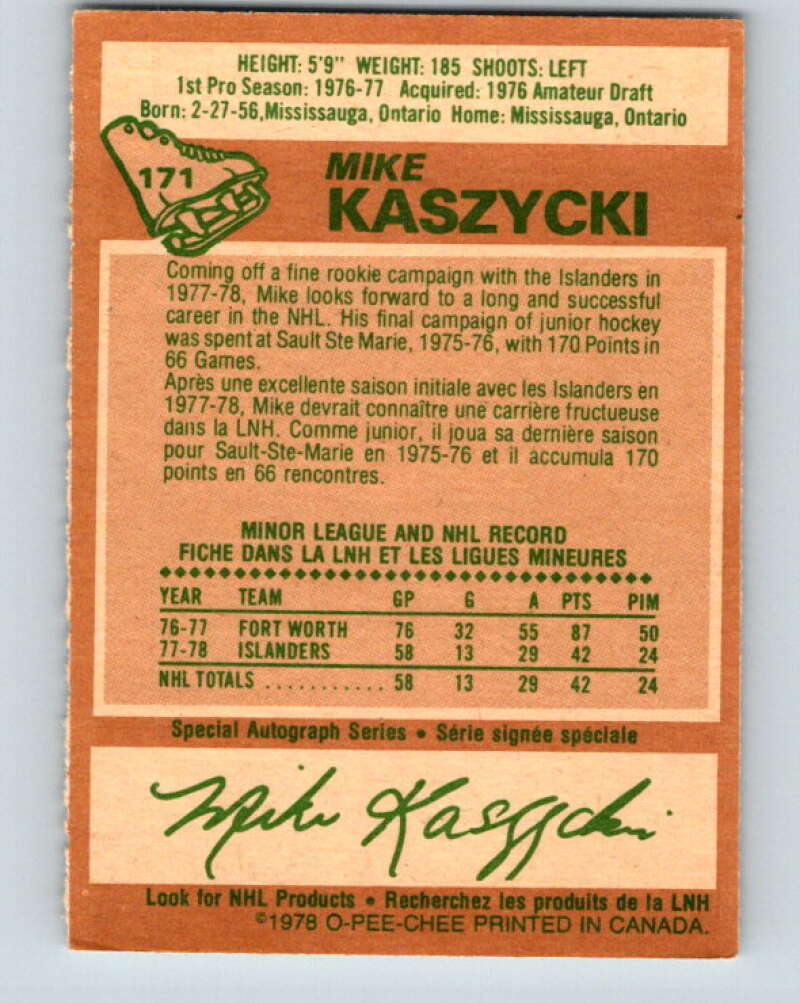 HEIGHT: 5'9" WEIGHT: 185 SHOOTS: LEFT
1st Pro Season: 1976-77 Acquired: 1976 Amateur Draft
Born: 2-27-56,Mississauga, Ontario Home: Mississauga, Ontario
171
MIKE
KASZYCKI
Coming off a fine rookie campaign with the Islanders in
1977-78, Mike looks forward to a long and successful
career in the NHL. His final campaign of junior hockey
was spent at Sault Ste Marie, 1975-76, with 170 Points in
66 Games.
Après une excellente saison initiale avec les Islanders en
1977-78, Mike devrait connaître une carrière fructueuse
dans la LNH. Comme junior, il joua sa dernière saison
pour Sault-Ste-Marie en 1975-76 et il accumula 170
points en 66 rencontres.
MINOR LEAGUE AND NHL RECORD
FICHE DANS LA LNH ET LES LIGUES MINEURES
YEAR TEAM GP G A PTS PIM
76-77 FORT WORTH 76 32 55 87 50
77-78 ISLANDERS 58 13 29 42 24
NHL TOTALS ........... 58 13 29 42 24
Special Autograph Series • Série signée spéciale
Mike Kaszycki
Look for NHL Products • Recherchez les produits de la LNH
©1978 O-PEE-CHEE PRINTED IN CANADA.